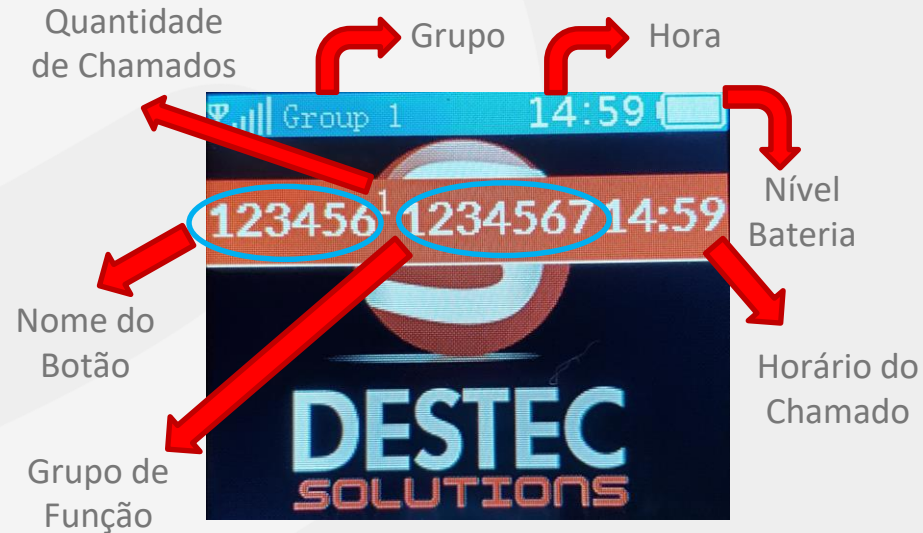 Quantidade
de Chamados
Grupo
Hora
Group 1
14:59
123456
1
1234567
14:59
Nível
Bateria
Nome do
Botão
Horário do
Chamado
Grupo de
Função
DESTEC
SOLUTIONS